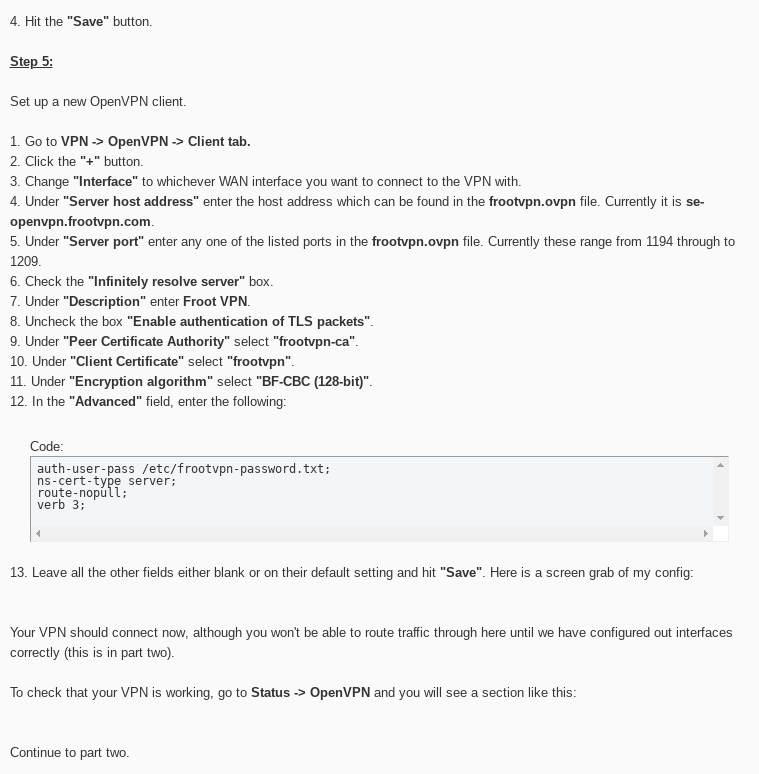 4. Hit the "Save" button.
Step 5:
Set up a new OpenVPN client.
1. Go to VPN -> OpenVPN -> Client tab.
2. Click the "+" button.
3. Change "Interface" to whichever WAN interface you want to connect to the VPN with.
4. Under "Server host address" enter the host address which can be found in the frootvpn.ovpn file. Currently it is se-
openvpn.frootvpn.com.
5. Under "Server port" enter any one of the listed ports in the frootvpn.ovpn file. Currently these range from 1194 through to
1209.
6. Check the "Infinitely resolve server" box.
7. Under "Description" enter Froot VPN.
8. Uncheck the box "Enable authentication of TLS packets".
9. Under "Peer Certificate Authority" select "frootvpn-ca".
10. Under "Client Certificate" select "frootvpn".
11. Under "Encryption algorithm" select "BF-CBC (128-bit)".
12. In the "Advanced" field, enter the following:
Code:
auth-user-pass /etc/frootvpn-password.txt;
ns-cert-type server;
route-nopull;
verb 3;
13. Leave all the other fields either blank or on their default setting and hit "Save". Here is a screen grab of my config:
Your VPN should connect now, although you won't be able to route traffic through here until we have configured out interfaces
correctly (this is in part two).
To check that your VPN is working, go to Status -> OpenVPN and you will see a section like this:
Continue to part two.